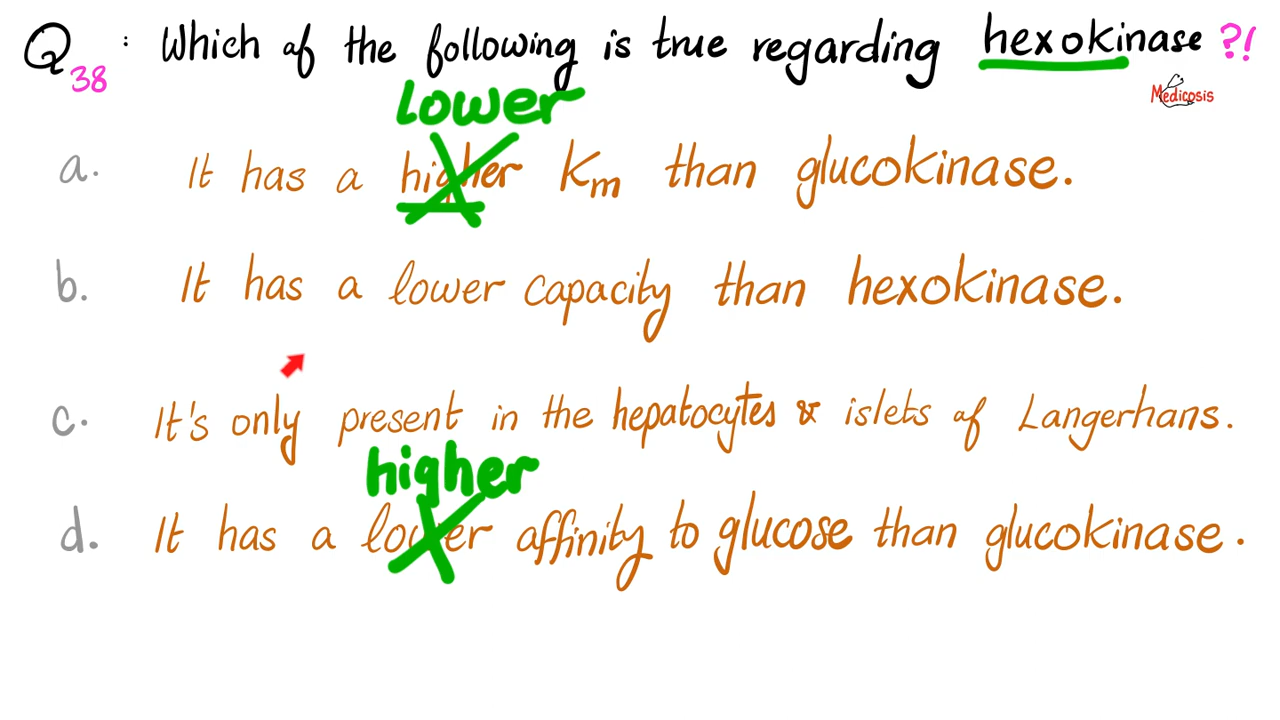 Q 38 : Which of the following is true regarding hexokinase ?!
Medicosis
lower
a. It has a higher Km than glucokinase.
b. It has a lower capacity than hexokinase.
c. It's only present in the hepatocytes & islets of Langerhans.
higher
d. It has a lower affinity to glucose than glucokinase.